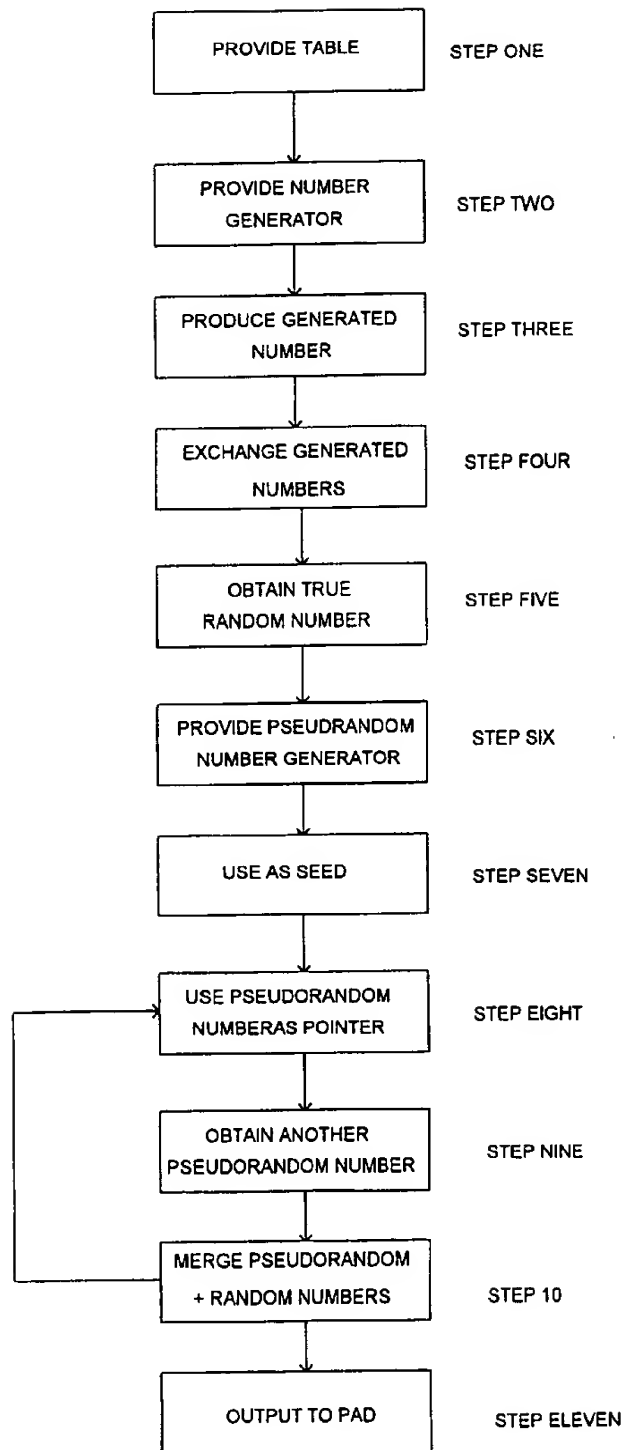 PROVIDE TABLE
STEP ONE
PROVIDE NUMBER
GENERATOR
STEP TWO
PRODUCE GENERATED
NUMBER
STEP THREE
EXCHANGE GENERATED
NUMBERS
STEP FOUR
OBTAIN TRUE
RANDOM NUMBER
STEP FIVE
PROVIDE PSEUDRANDOM
NUMBER GENERATOR
STEP SIX
USE AS SEED
STEP SEVEN
USE PSEUDORANDOM
NUMBERAS POINTER
STEP EIGHT
OBTAIN ANOTHER
PSEUDORANDOM NUMBER
STEP NINE
MERGE PSEUDORANDOM
+ RANDOM NUMBERS
STEP 10
OUTPUT TO PAD
STEP ELEVEN